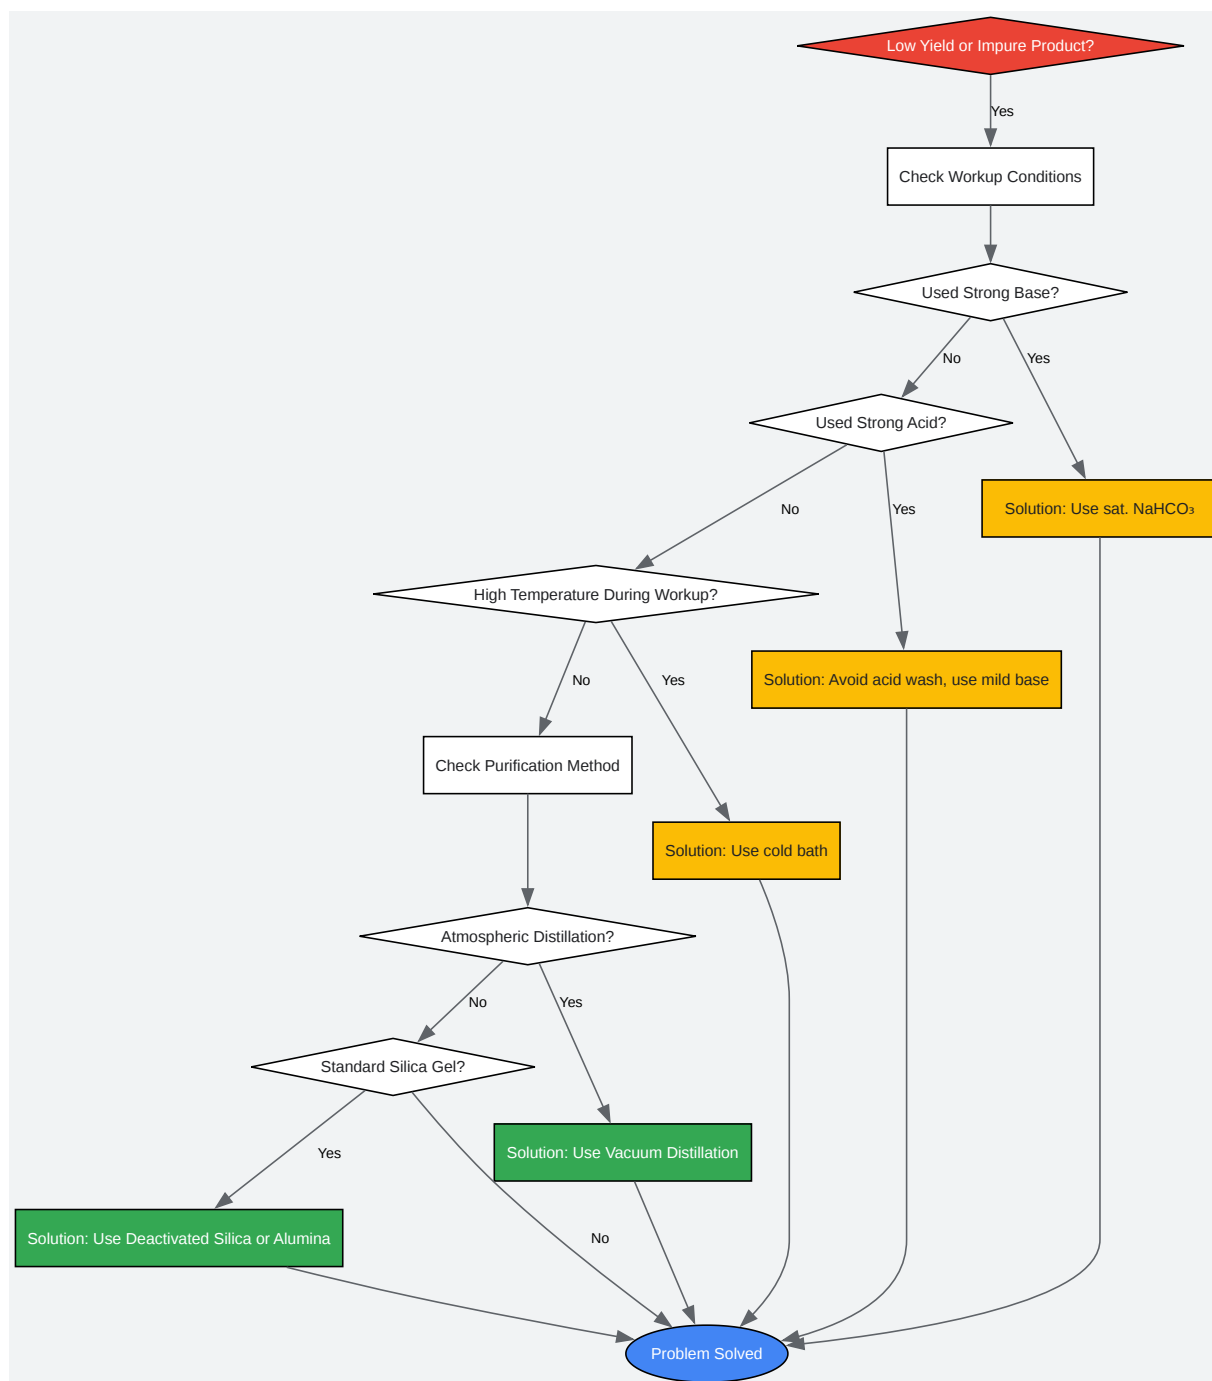 Low Yield or Impure Product?
Yes
Check Workup Conditions
Used Strong Base?
No
Yes
Used Strong Acid?
No
Yes
Solution: Use sat. NaHCO₃
High Temperature During Workup?
No
Yes
Solution: Avoid acid wash, use mild base
Check Purification Method
Solution: Use cold bath
Atmospheric Distillation?
No
Yes
Standard Silica Gel?
Yes
Solution: Use Vacuum Distillation
No
Solution: Use Deactivated Silica or Alumina
Problem Solved